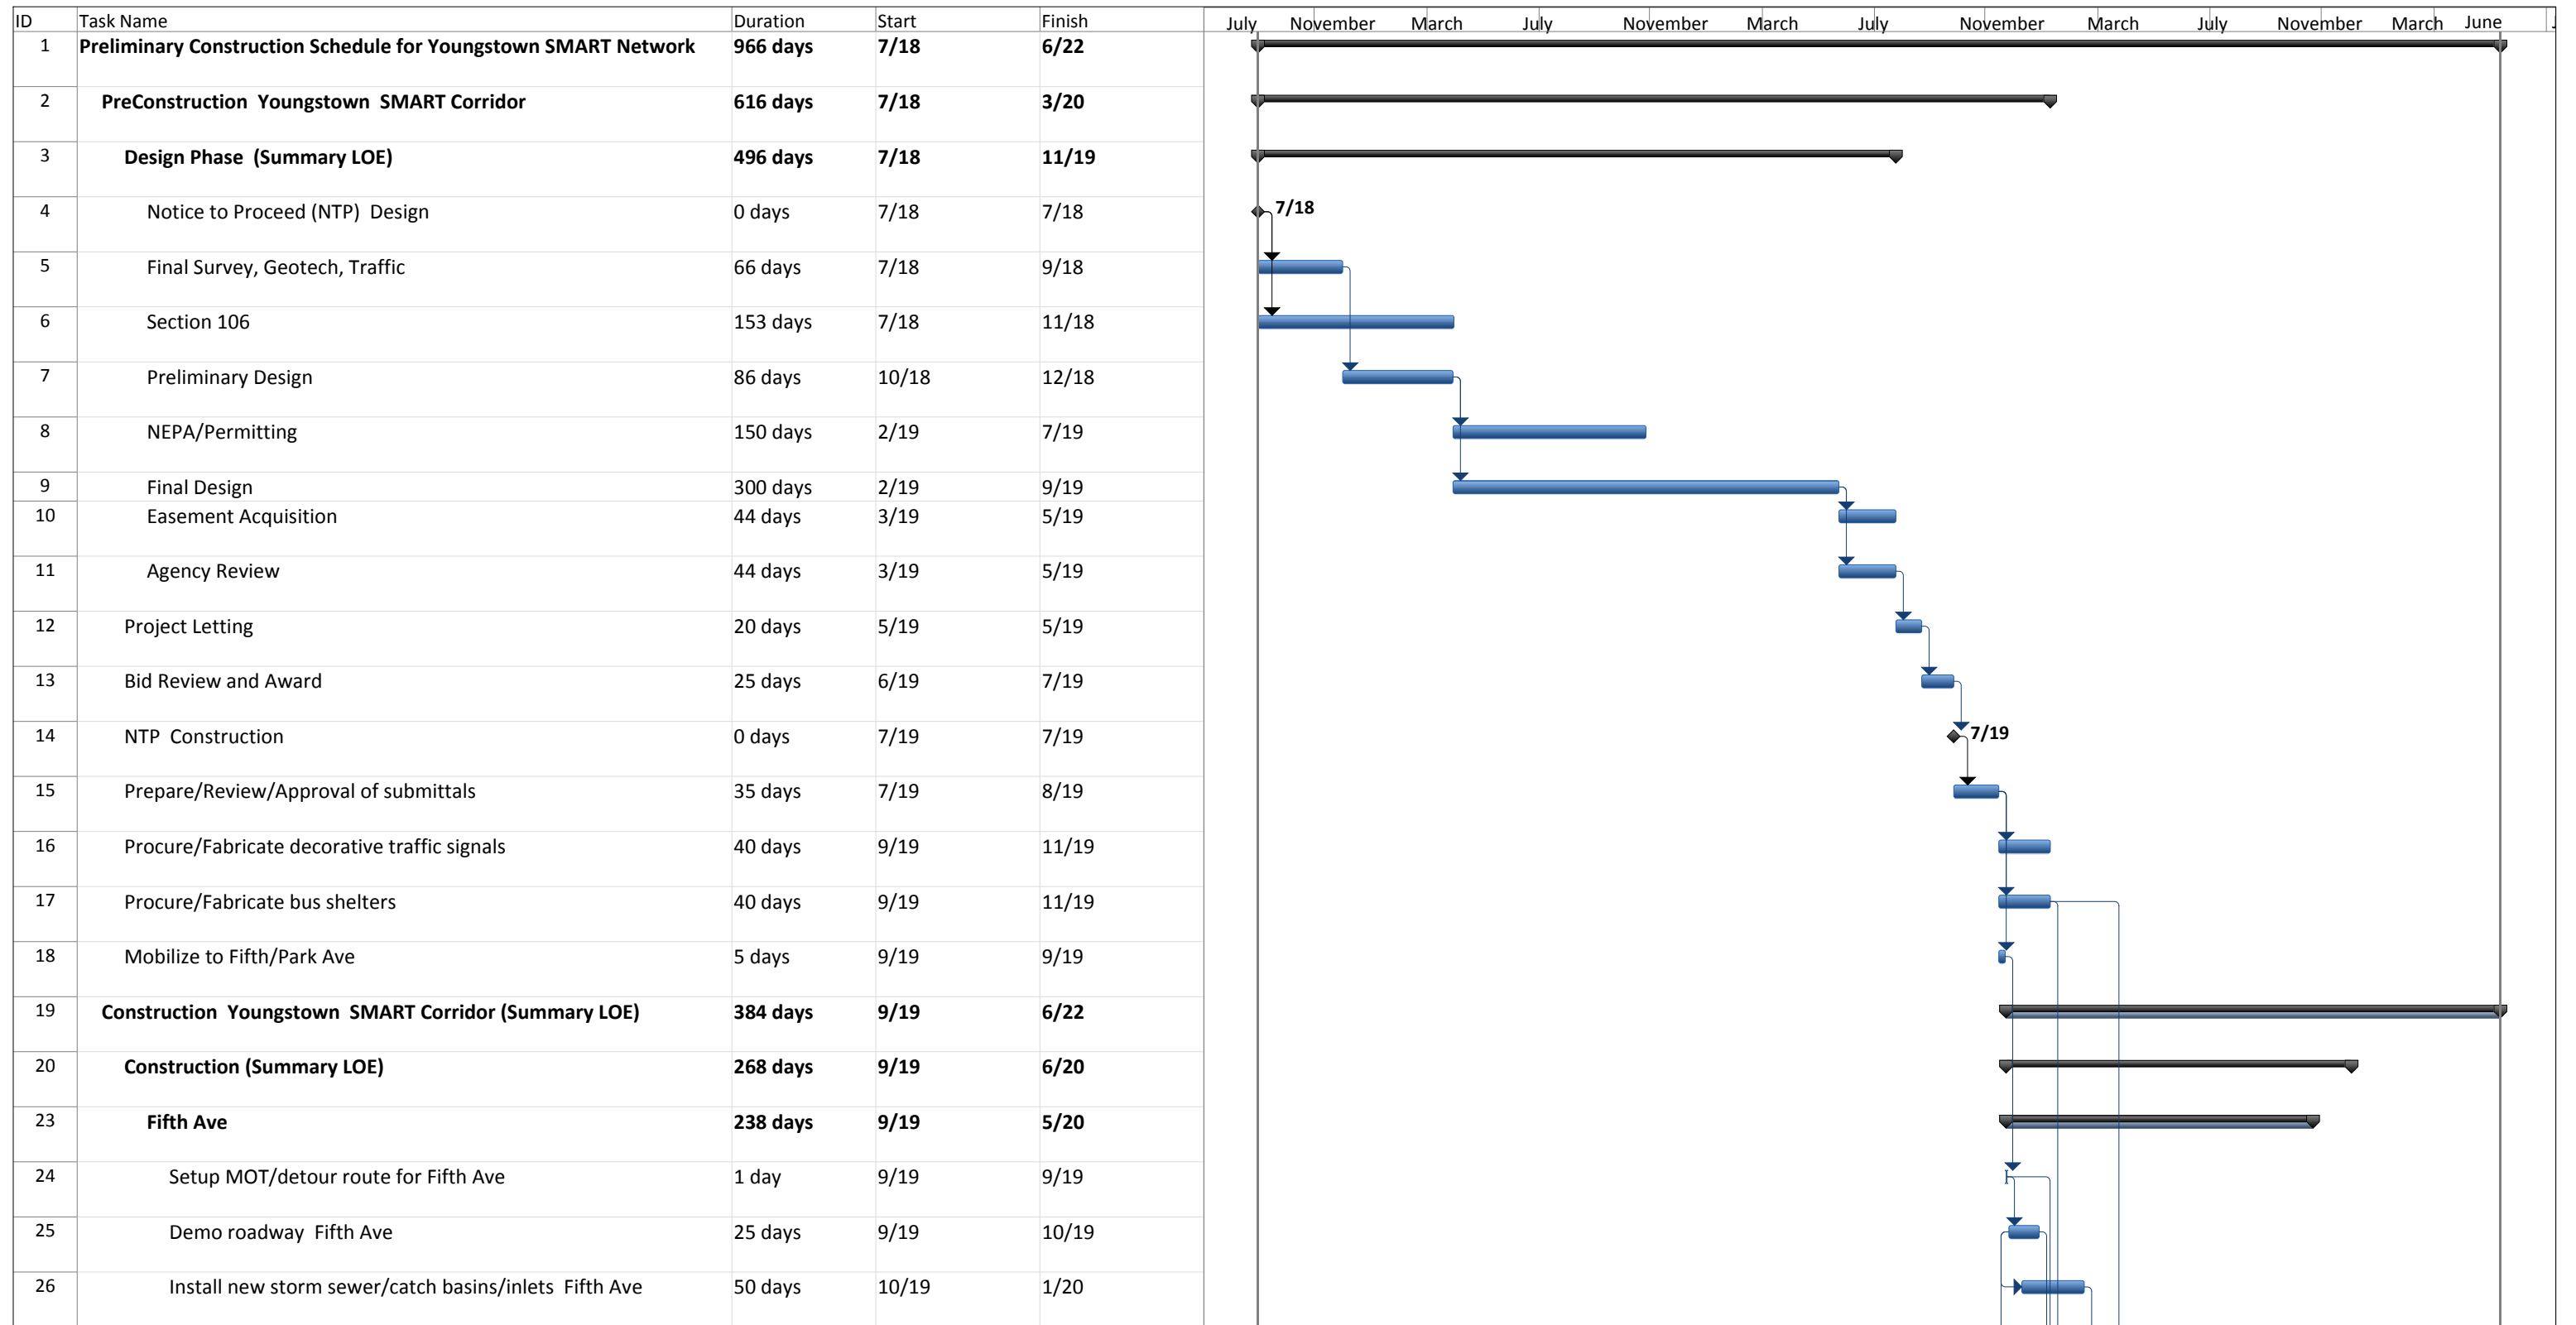 ID Task Name Duration Start Finish July November March July November March July November March July November March June J
1 Preliminary Construction Schedule for Youngstown SMART Network 966 days 7/18 6/22
2 PreConstruction Youngstown SMART Corridor 616 days 7/18 3/20
3 Design Phase (Summary LOE) 496 days 7/18 11/19
4 Notice to Proceed (NTP) Design 0 days 7/18 7/18 7/18
5 Final Survey, Geotech, Traffic 66 days 7/18 9/18
6 Section 106 153 days 7/18 11/18
7 Preliminary Design 86 days 10/18 12/18
8 NEPA/Permitting 150 days 2/19 7/19
9 Final Design 300 days 2/19 9/19
10 Easement Acquisition 44 days 3/19 5/19
11 Agency Review 44 days 3/19 5/19
12 Project Letting 20 days 5/19 5/19
13 Bid Review and Award 25 days 6/19 7/19
14 NTP Construction 0 days 7/19 7/19 7/19
15 Prepare/Review/Approval of submittals 35 days 7/19 8/19
16 Procure/Fabricate decorative traffic signals 40 days 9/19 11/19
17 Procure/Fabricate bus shelters 40 days 9/19 11/19
18 Mobilize to Fifth/Park Ave 5 days 9/19 9/19
19 Construction Youngstown SMART Corridor (Summary LOE) 384 days 9/19 6/22
20 Construction (Summary LOE) 268 days 9/19 6/20
23 Fifth Ave 238 days 9/19 5/20
24 Setup MOT/detour route for Fifth Ave 1 day 9/19 9/19
25 Demo roadway Fifth Ave 25 days 9/19 10/19
26 Install new storm sewer/catch basins/inlets Fifth Ave 50 days 10/19 1/20